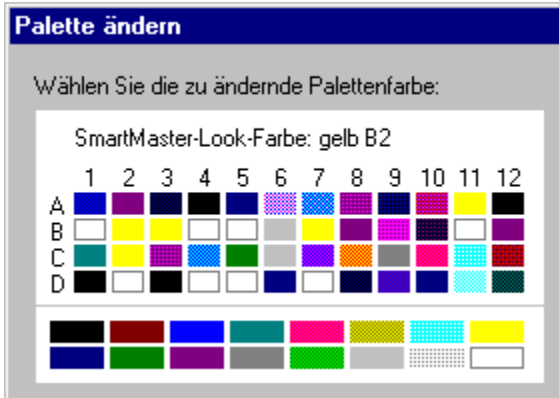 Palette ändern
Wählen Sie die zu ändernde Palettenfarbe:
SmartMaster-Look-Farbe: gelb B2
1 2 3 4 5 6 7 8 9 10 11 12
A
B
C
D